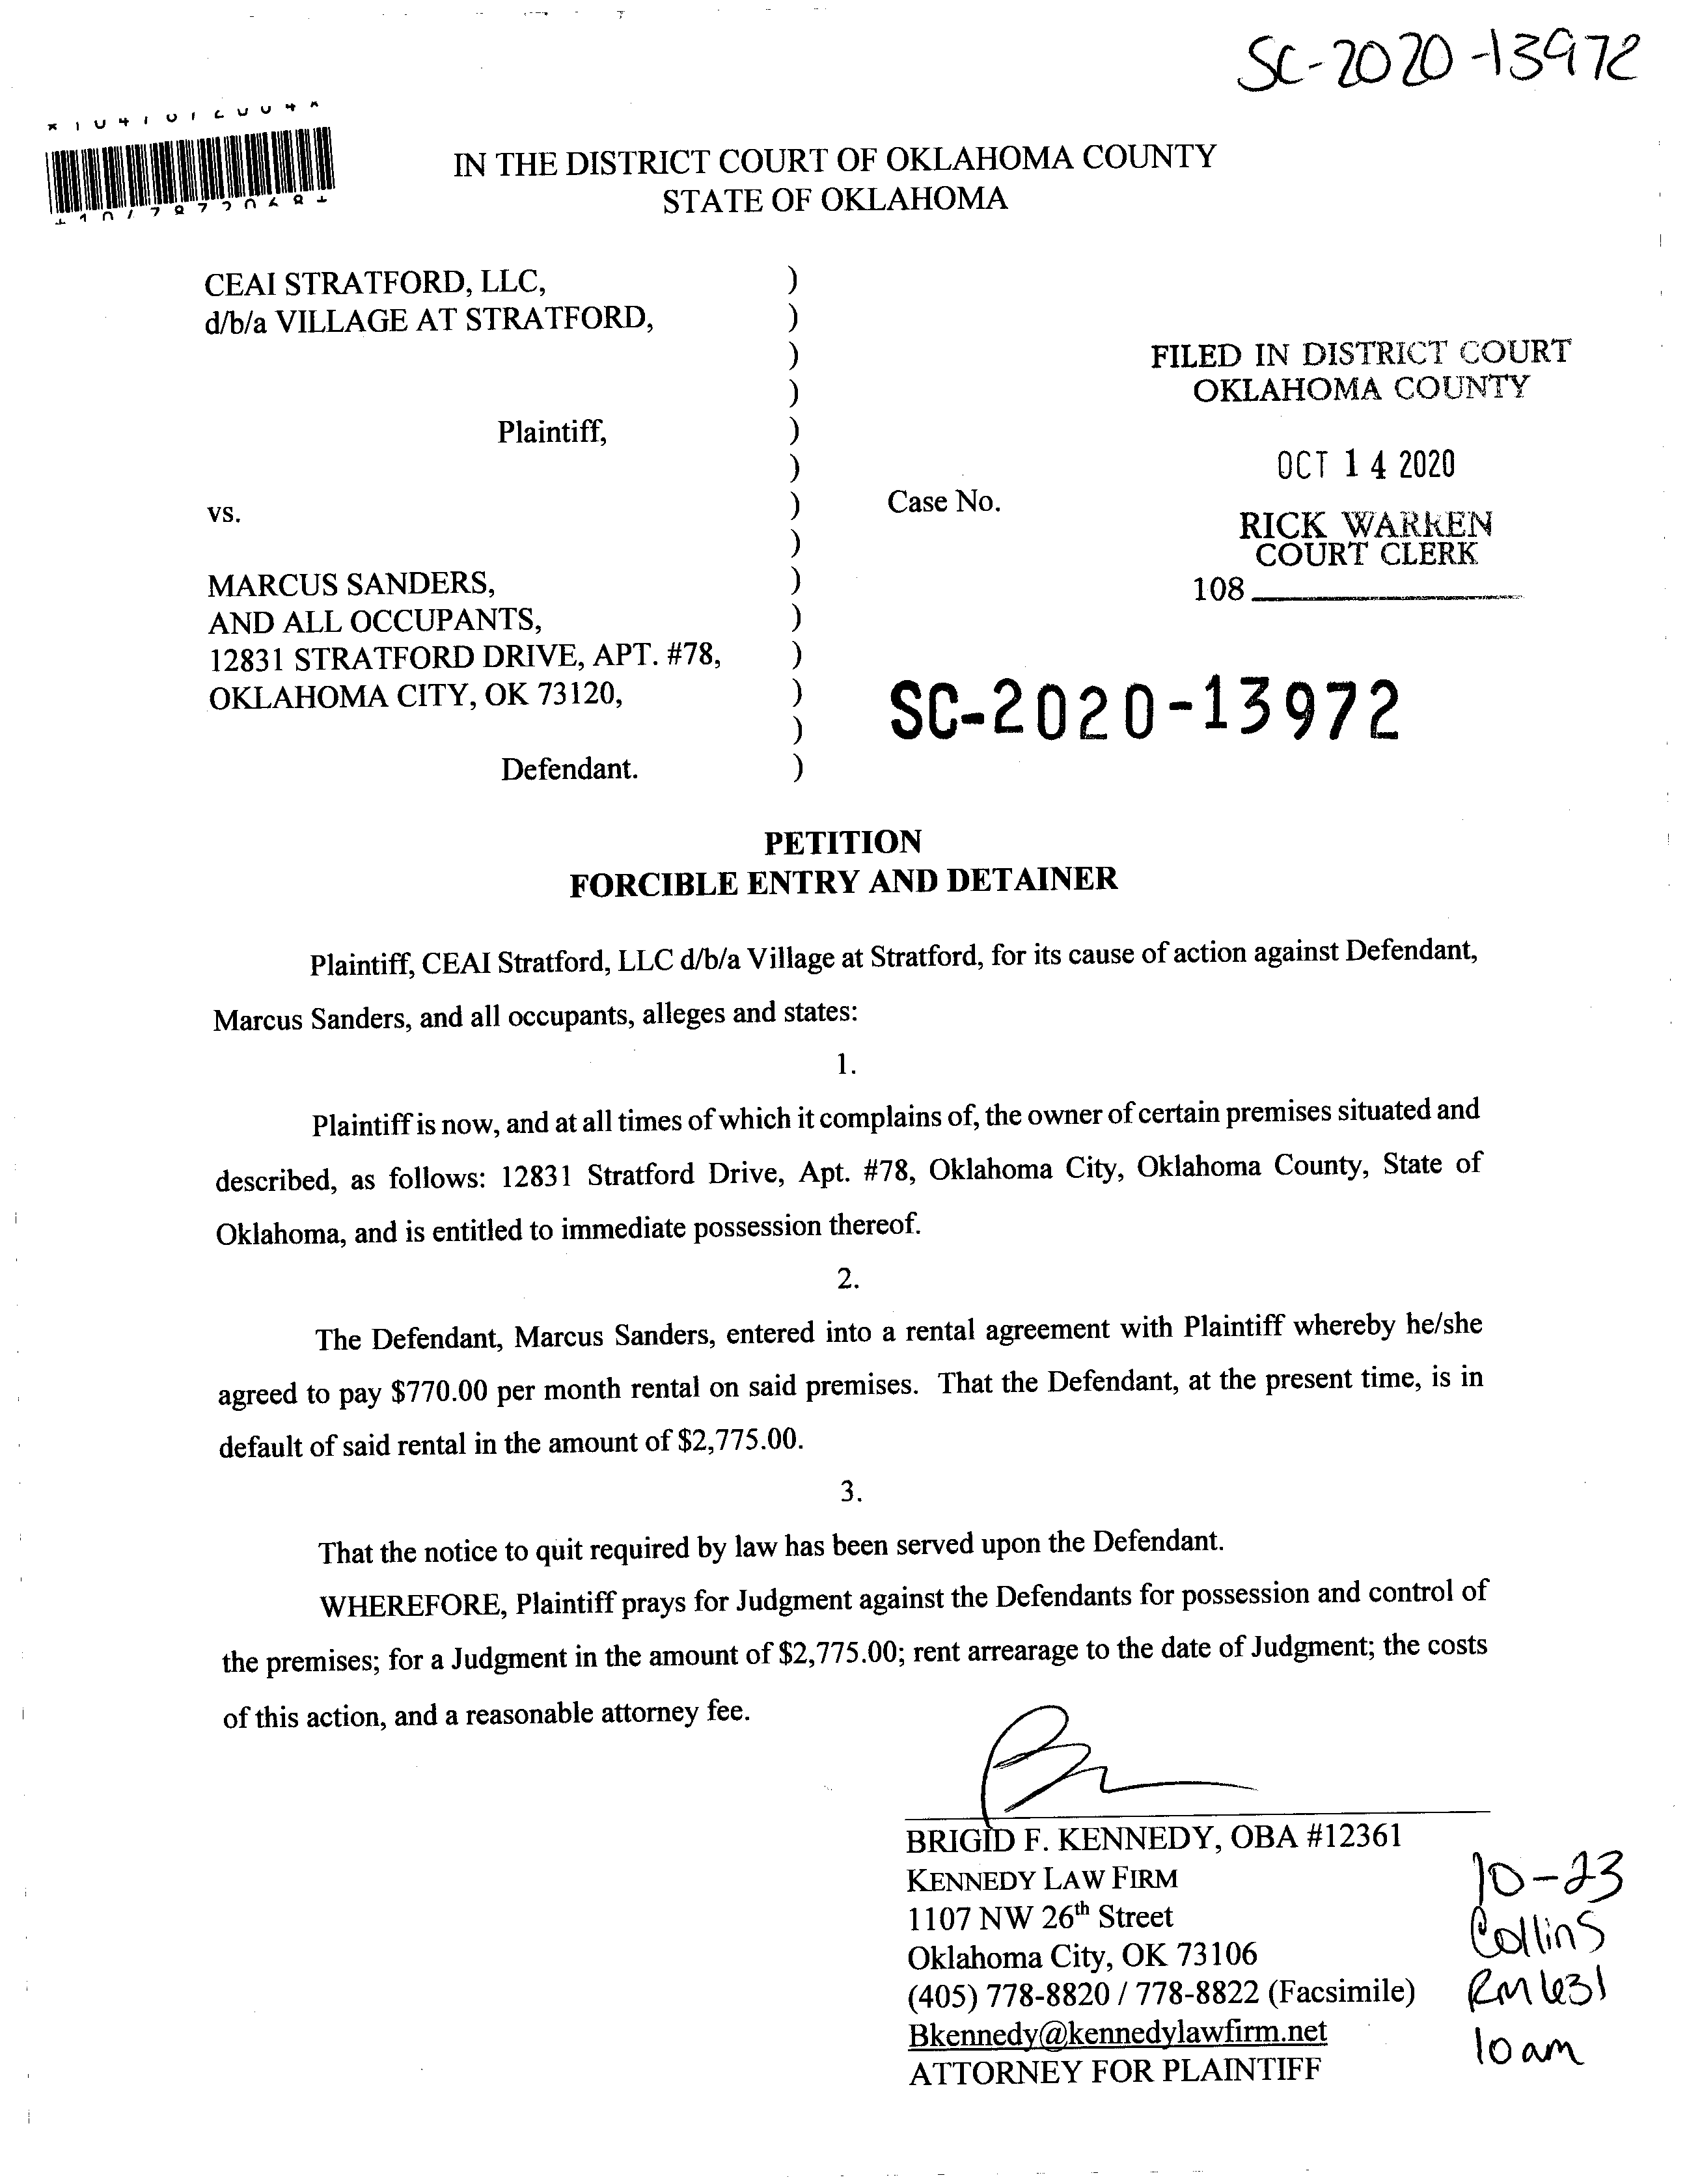 SC-2020-13972
IN THE DISTRICT COURT OF OKLAHOMA COUNTY
STATE OF OKLAHOMA
CEAI STRATFORD, LLC, )
d/b/a VILLAGE AT STRATFORD, )
)
)
Plaintiff, )
)
vs. ) Case No.
)
MARCUS SANDERS, )
AND ALL OCCUPANTS, )
12831 STRATFORD DRIVE, APT. #78, )
OKLAHOMA CITY, OK 73120, )
)
Defendant. )
FILED IN DISTRICT COURT
OKLAHOMA COUNTY
OCT 14 2020
RICK WARREN
COURT CLERK
108
SC-2020-13972
PETITION
FORCIBLE ENTRY AND DETAINER
Plaintiff, CEAI Stratford, LLC d/b/a Village at Stratford, for its cause of action against Defendant,
Marcus Sanders, and all occupants, alleges and states:
1.
Plaintiff is now, and at all times of which it complains of, the owner of certain premises situated and
described, as follows: 12831 Stratford Drive, Apt. #78, Oklahoma City, Oklahoma County, State of
Oklahoma, and is entitled to immediate possession thereof.
2.
The Defendant, Marcus Sanders, entered into a rental agreement with Plaintiff whereby he/she
agreed to pay $770.00 per month rental on said premises. That the Defendant, at the present time, is in
default of said rental in the amount of $2,775.00.
3.
That the notice to quit required by law has been served upon the Defendant.
WHEREFORE, Plaintiff prays for Judgment against the Defendants for possession and control of
the premises; for a Judgment in the amount of $2,775.00; rent arrearage to the date of Judgment; the costs
of this action, and a reasonable attorney fee.
BRIGID F. KENNEDY, OBA #12361
KENNEDY LAW FIRM
1107 NW 26th Street
Oklahoma City, OK 73106
(405) 778-8820 / 778-8822 (Facsimile)
Bkennedy@kennedylawfirm.net
ATTORNEY FOR PLAINTIFF
10-23
Collins
RM 631
10 am